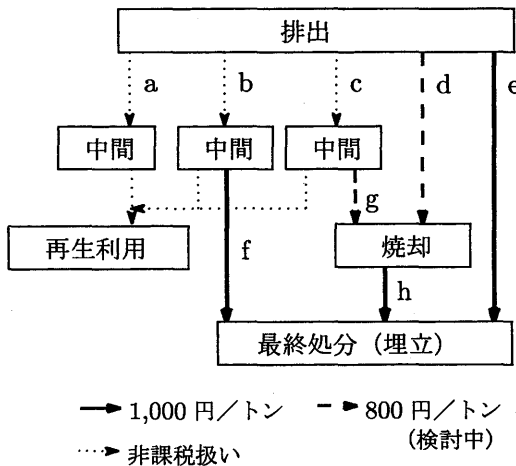 排出
a
b
c
d
e
中間
中間
中間
g
再生利用
f
焼却
h
最終処分（埋立）
1,000 円／トン
800 円／トン
（検討中）
非課税扱い